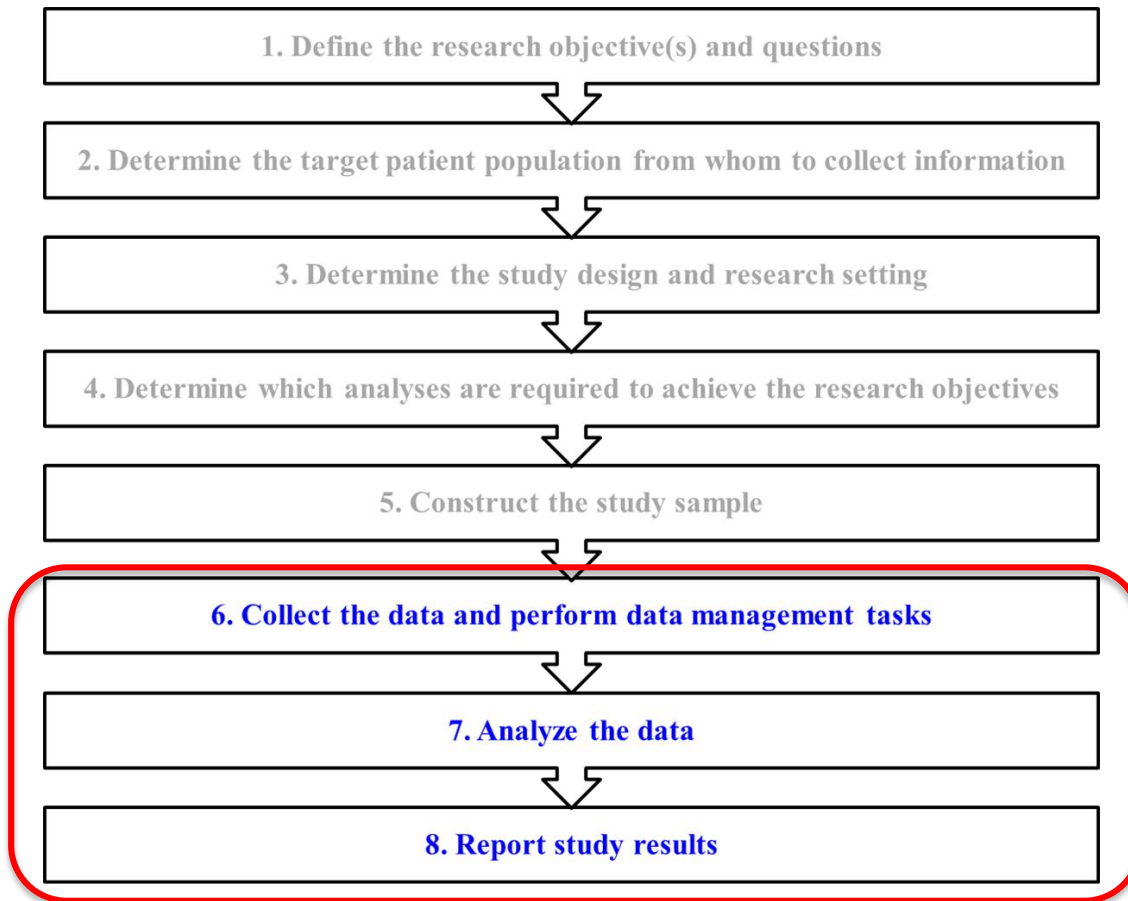 1. Define the research objective(s) and questions
2. Determine the target patient population from whom to collect information
3. Determine the study design and research setting
4. Determine which analyses are required to achieve the research objectives
5. Construct the study sample
6. Collect the data and perform data management tasks
7. Analyze the data
8. Report study results